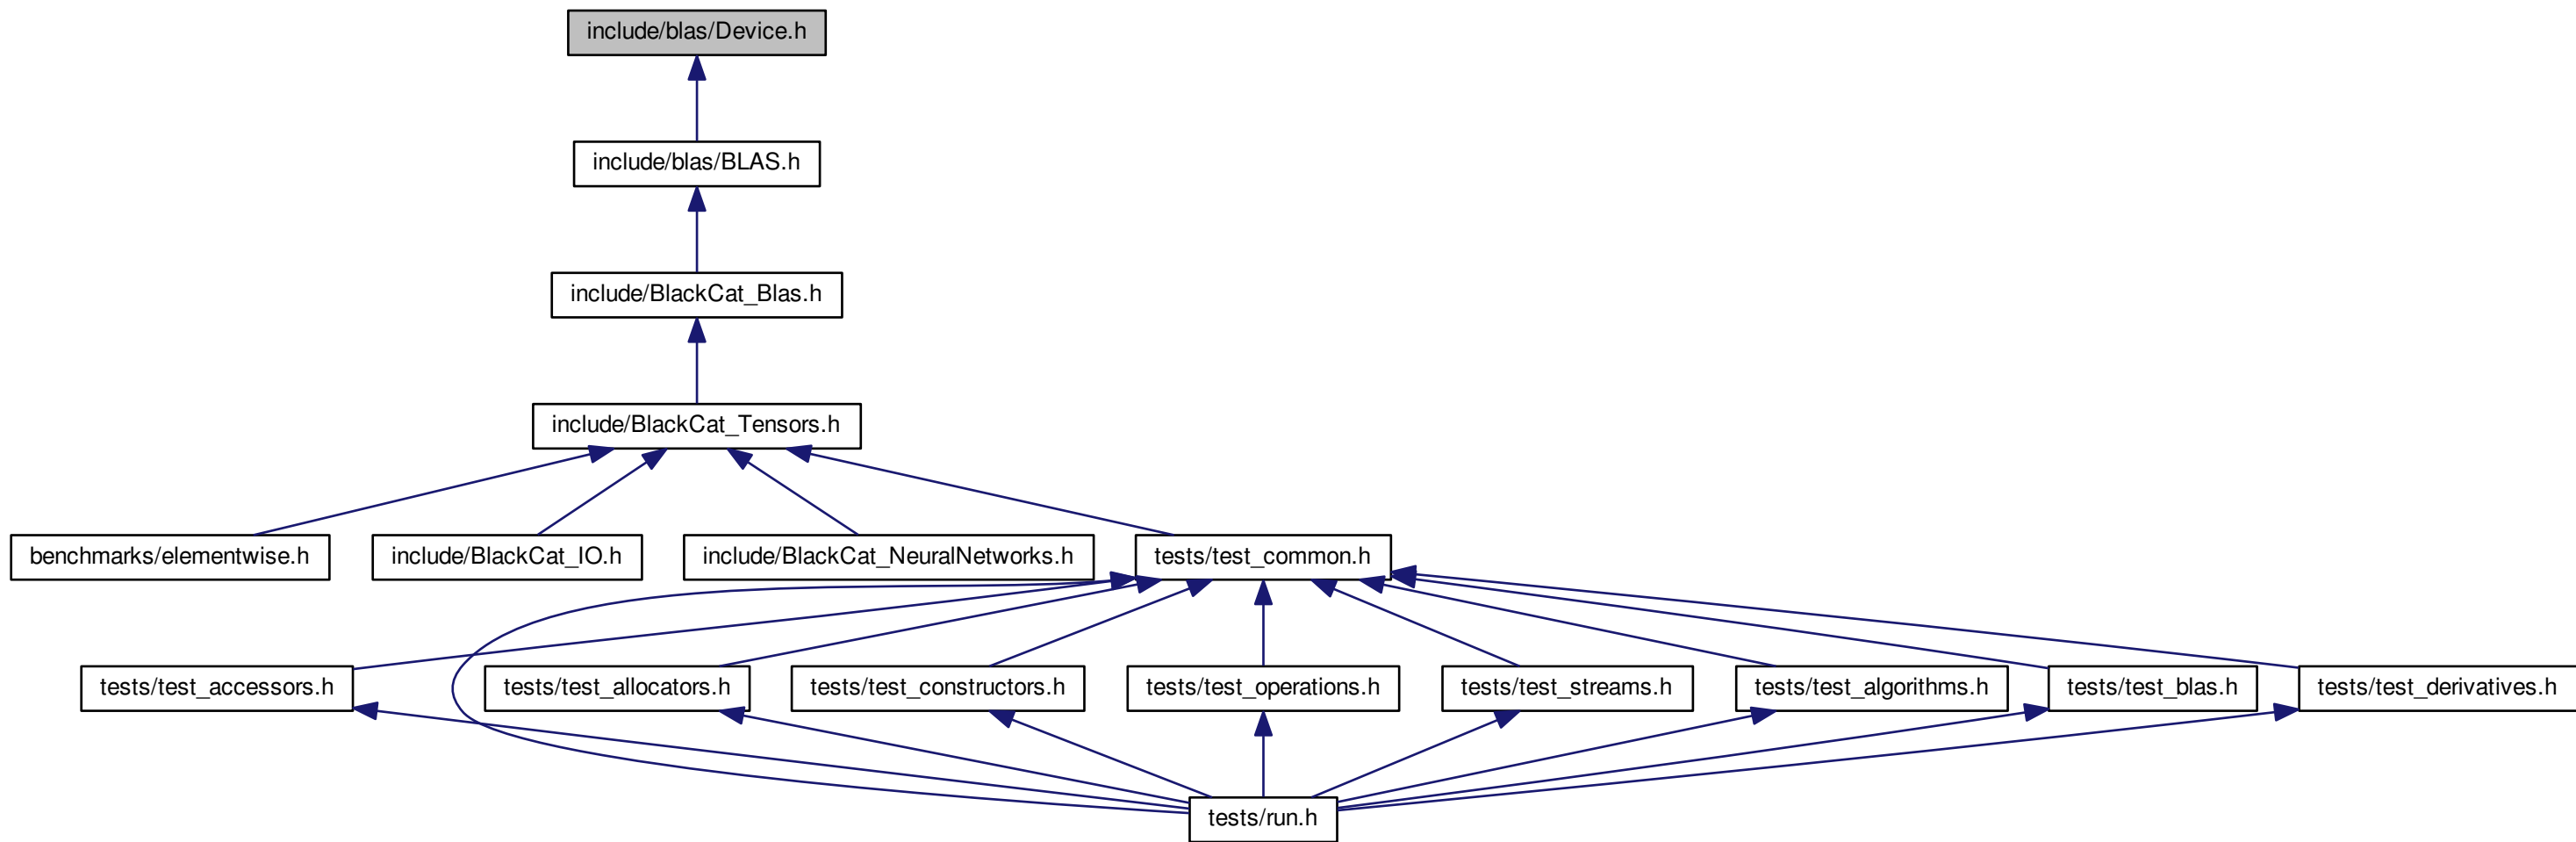 include/blas/Device.h
include/blas/BLAS.h
include/BlackCat_Blas.h
include/BlackCat_Tensors.h
benchmarks/elementwise.h
include/BlackCat_IO.h
include/BlackCat_NeuralNetworks.h
tests/test_common.h
tests/test_accessors.h
tests/test_allocators.h
tests/test_constructors.h
tests/test_operations.h
tests/test_streams.h
tests/test_algorithms.h
tests/test_blas.h
tests/test_derivatives.h
tests/run.h